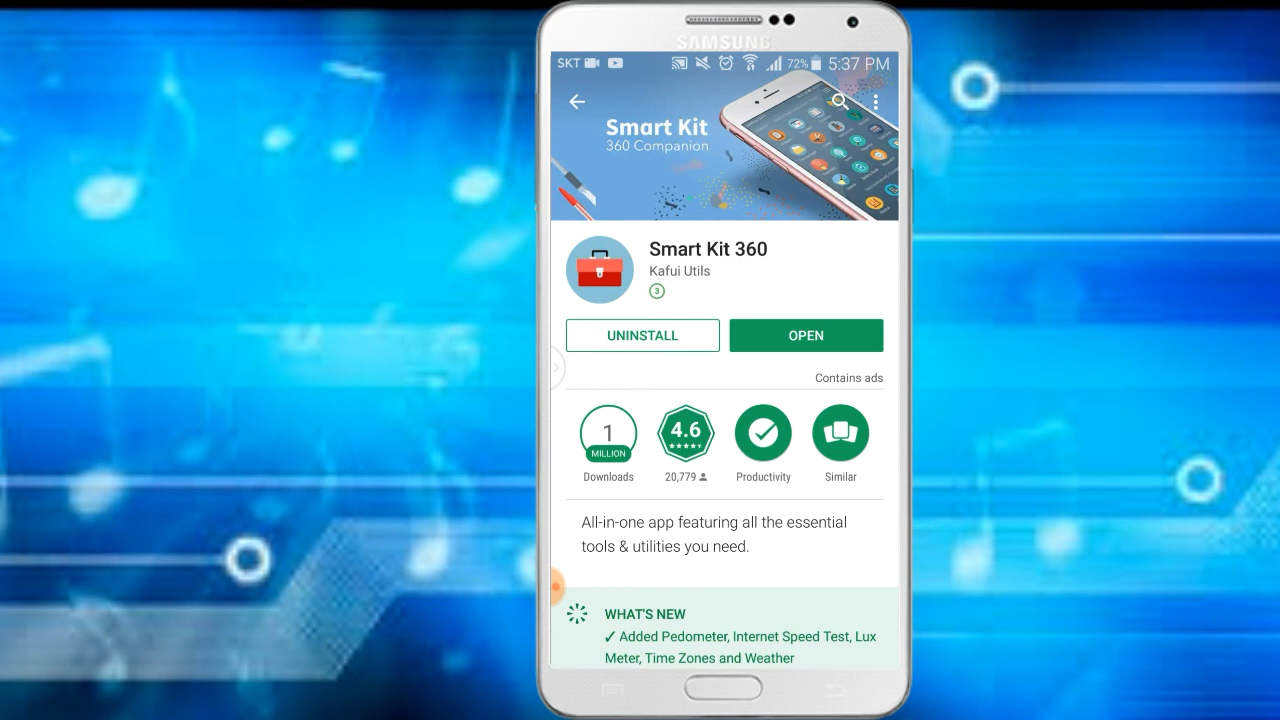 SAMSUNG
SKT 72% 5:37 PM
Smart Kit
360 Companion
Smart Kit 360
Kafui Utils
3
UNINSTALL OPEN
Contains ads
1 4.6
MILLION
Downloads 20,779 Productivity Similar
All-in-one app featuring all the essential
tools & utilities you need.
WHAT'S NEW
✓ Added Pedometer, Internet Speed Test, Lux
Meter, Time Zones and Weather